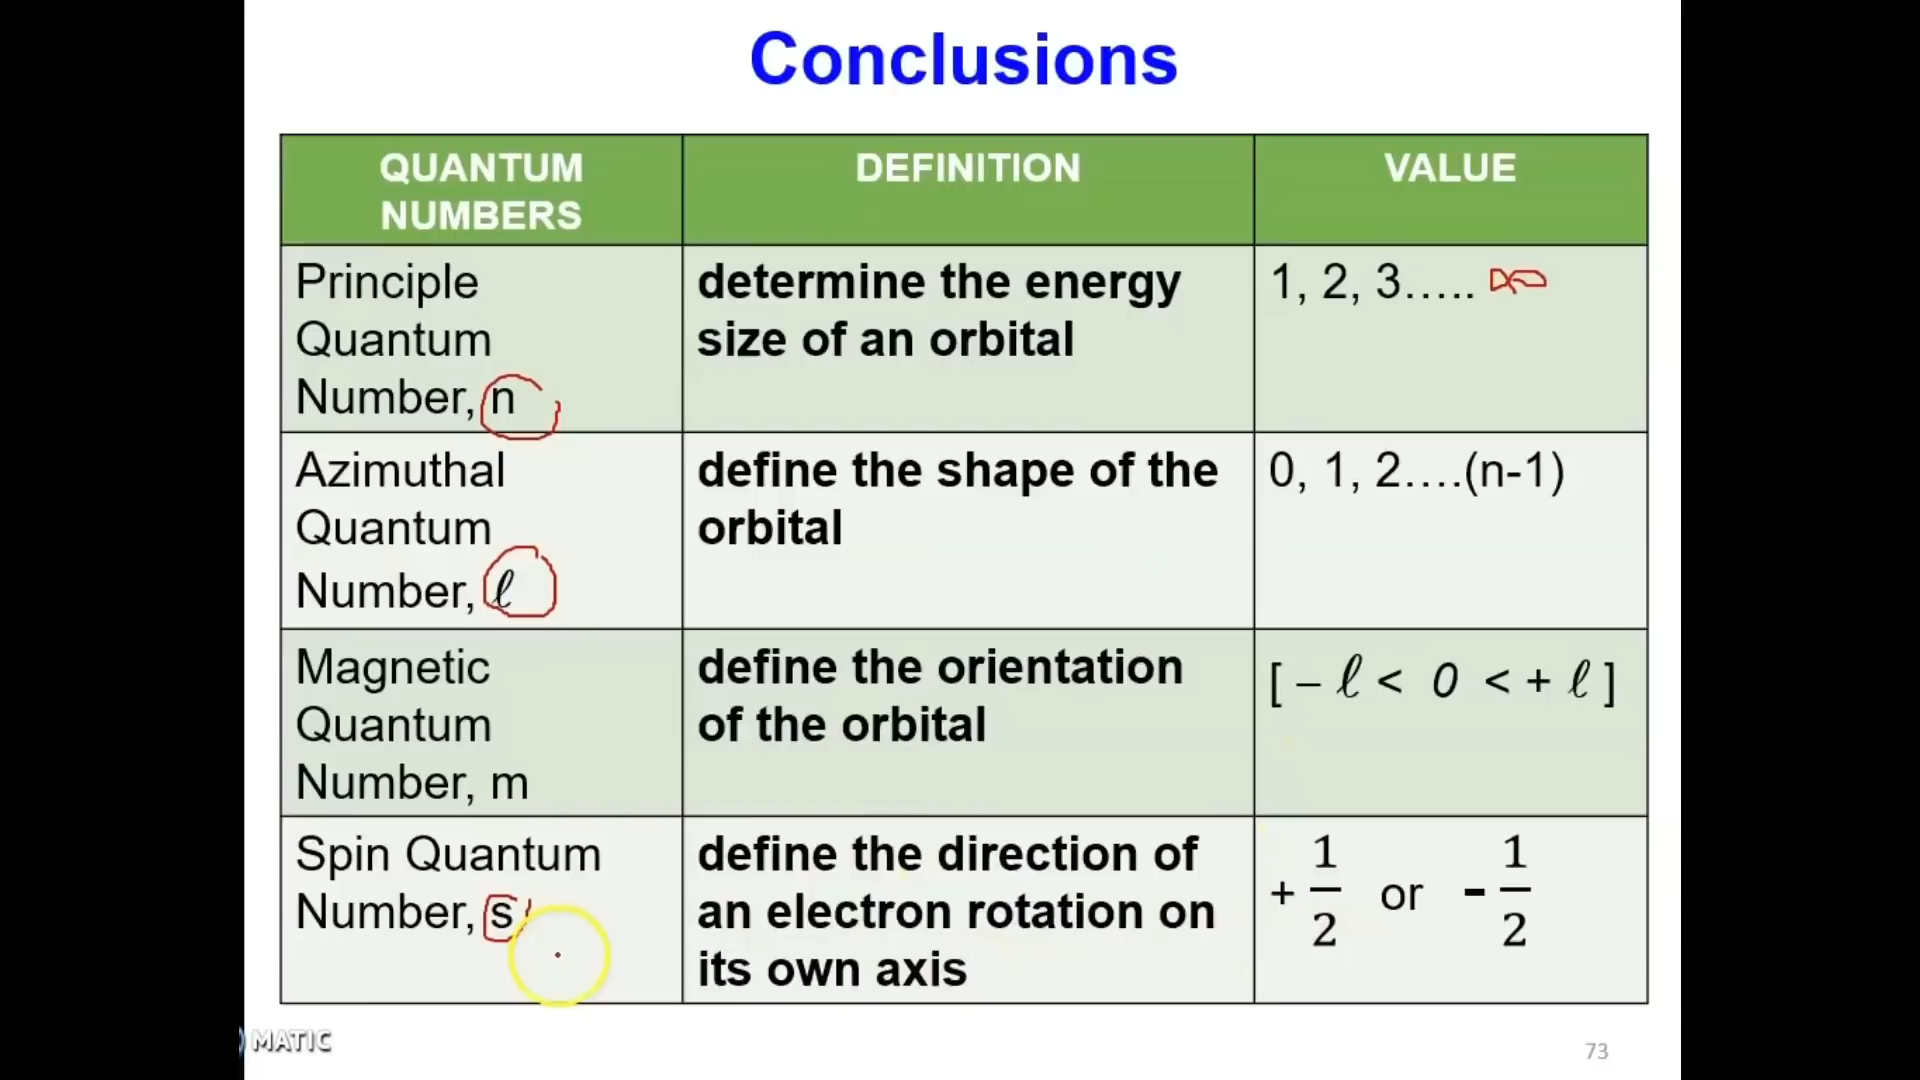 Conclusions
QUANTUM
NUMBERS
DEFINITION
VALUE
Principle
Quantum
Number, n
determine the energy
size of an orbital
1, 2, 3.....∞
Azimuthal
Quantum
Number, ℓ
define the shape of the
orbital
0, 1, 2....(n-1)
Magnetic
Quantum
Number, m
define the orientation
of the orbital
[ – ℓ < 0 < + ℓ ]
Spin Quantum
Number, s
define the direction of
an electron rotation on
its own axis
+ 1/2 or - 1/2
MATIC
73